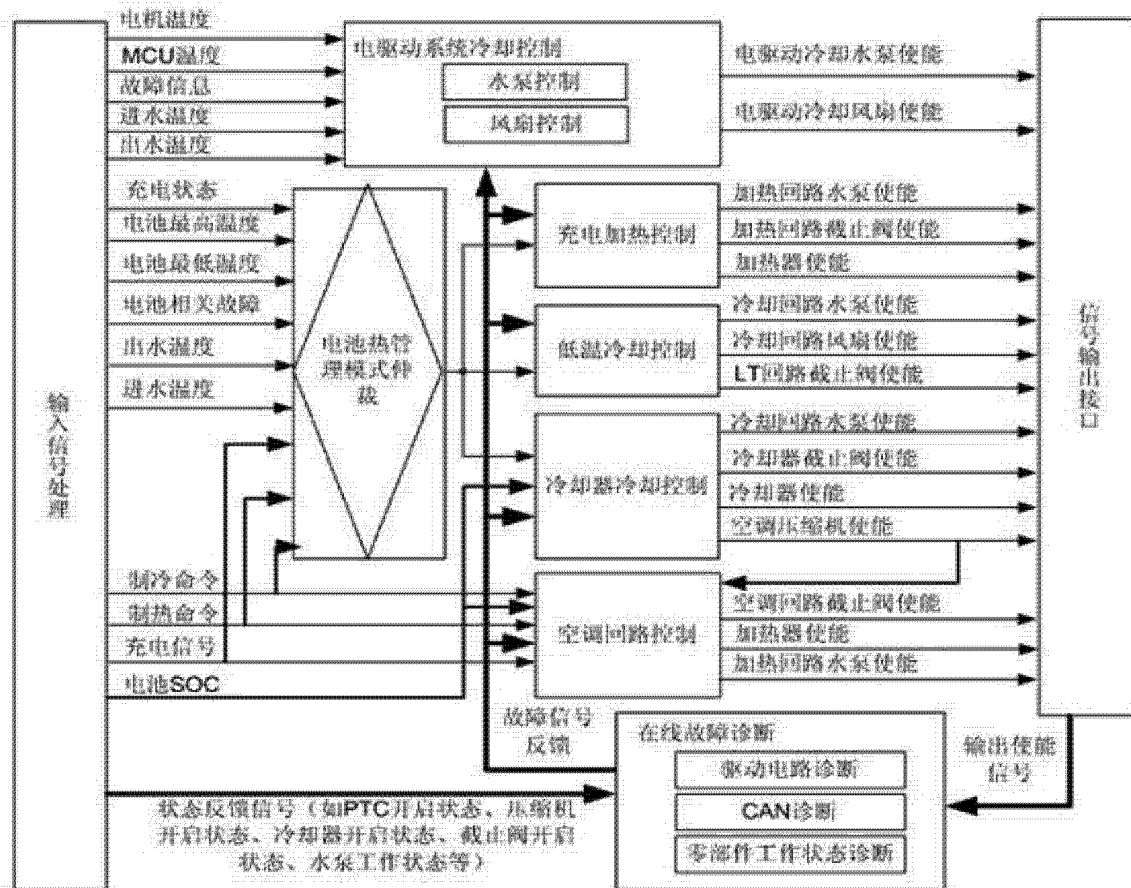 电机温度
MCU温度
故障信息
进水温度
出水温度
电驱动系统冷却控制
水泵控制
风扇控制
电驱动冷却水泵使能
电驱动冷却风扇使能
充电状态
电池最高温度
电池最低温度
电池相关故障
出水温度
进水温度
电池热管
理模式仲
裁
输入信号处理
充电加热控制
加热回路水泵使能
加热回路截止阀使能
加热器使能
低温冷却控制
冷却回路水泵使能
冷却回路风扇使能
LT回路截止阀使能
冷却器冷却控制
冷却回路水泵使能
冷却器截止阀使能
冷却器使能
空调压缩机使能
信号输出接口
制冷命令
制热命令
充电信号
电池SOC
空调回路控制
空调回路截止阀使能
加热器使能
加热回路水泵使能
故障信号
反馈
在线故障诊断
驱动电路诊断
CAN诊断
零部件工作状态诊断
输出使能
信号
状态反馈信号（如PTC开启状态、压缩机
开启状态、冷却器开启状态、截止阀开启
状态、水泵工作状态等）